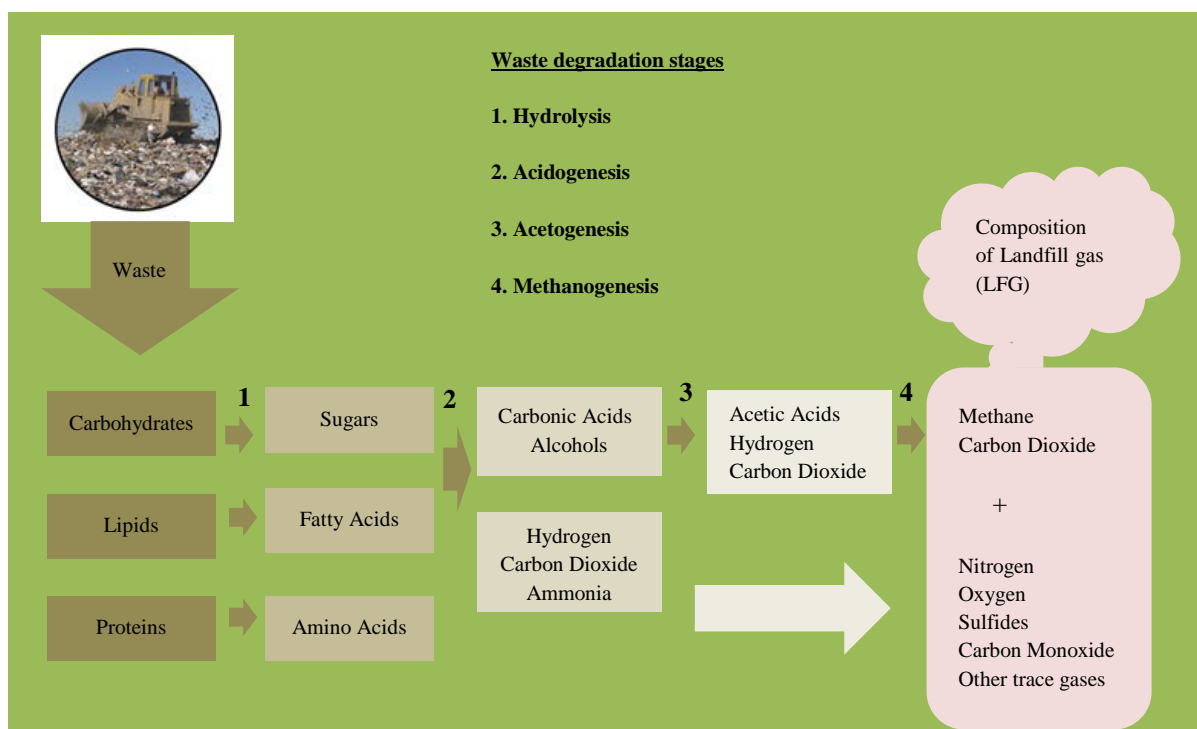 Waste degradation stages
1. Hydrolysis
2. Acidogenesis
3. Acetogenesis
4. Methanogenesis
Waste
Composition
of Landfill gas
(LFG)
1
2
3
4
Carbohydrates
Sugars
Carbonic Acids
Alcohols
Acetic Acids
Hydrogen
Carbon Dioxide
Methane
Carbon Dioxide
+
Lipids
Fatty Acids
Hydrogen
Carbon Dioxide
Ammonia
Nitrogen
Oxygen
Sulfides
Carbon Monoxide
Other trace gases
Proteins
Amino Acids